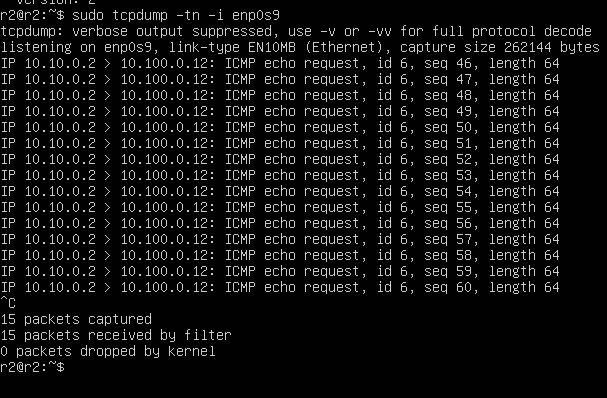 r2@r2:~$ sudo tcpdump -tn -i enp0s9
tcpdump: verbose output suppressed, use -v or -vv for full protocol decode
listening on enp0s9, link-type EN10MB (Ethernet), capture size 262144 bytes
IP 10.10.0.2 > 10.100.0.12: ICMP echo request, id 6, seq 46, length 64
IP 10.10.0.2 > 10.100.0.12: ICMP echo request, id 6, seq 47, length 64
IP 10.10.0.2 > 10.100.0.12: ICMP echo request, id 6, seq 48, length 64
IP 10.10.0.2 > 10.100.0.12: ICMP echo request, id 6, seq 49, length 64
IP 10.10.0.2 > 10.100.0.12: ICMP echo request, id 6, seq 50, length 64
IP 10.10.0.2 > 10.100.0.12: ICMP echo request, id 6, seq 51, length 64
IP 10.10.0.2 > 10.100.0.12: ICMP echo request, id 6, seq 52, length 64
IP 10.10.0.2 > 10.100.0.12: ICMP echo request, id 6, seq 53, length 64
IP 10.10.0.2 > 10.100.0.12: ICMP echo request, id 6, seq 54, length 64
IP 10.10.0.2 > 10.100.0.12: ICMP echo request, id 6, seq 55, length 64
IP 10.10.0.2 > 10.100.0.12: ICMP echo request, id 6, seq 56, length 64
IP 10.10.0.2 > 10.100.0.12: ICMP echo request, id 6, seq 57, length 64
IP 10.10.0.2 > 10.100.0.12: ICMP echo request, id 6, seq 58, length 64
IP 10.10.0.2 > 10.100.0.12: ICMP echo request, id 6, seq 59, length 64
IP 10.10.0.2 > 10.100.0.12: ICMP echo request, id 6, seq 60, length 64
^C
15 packets captured
15 packets received by filter
0 packets dropped by kernel
r2@r2:~$